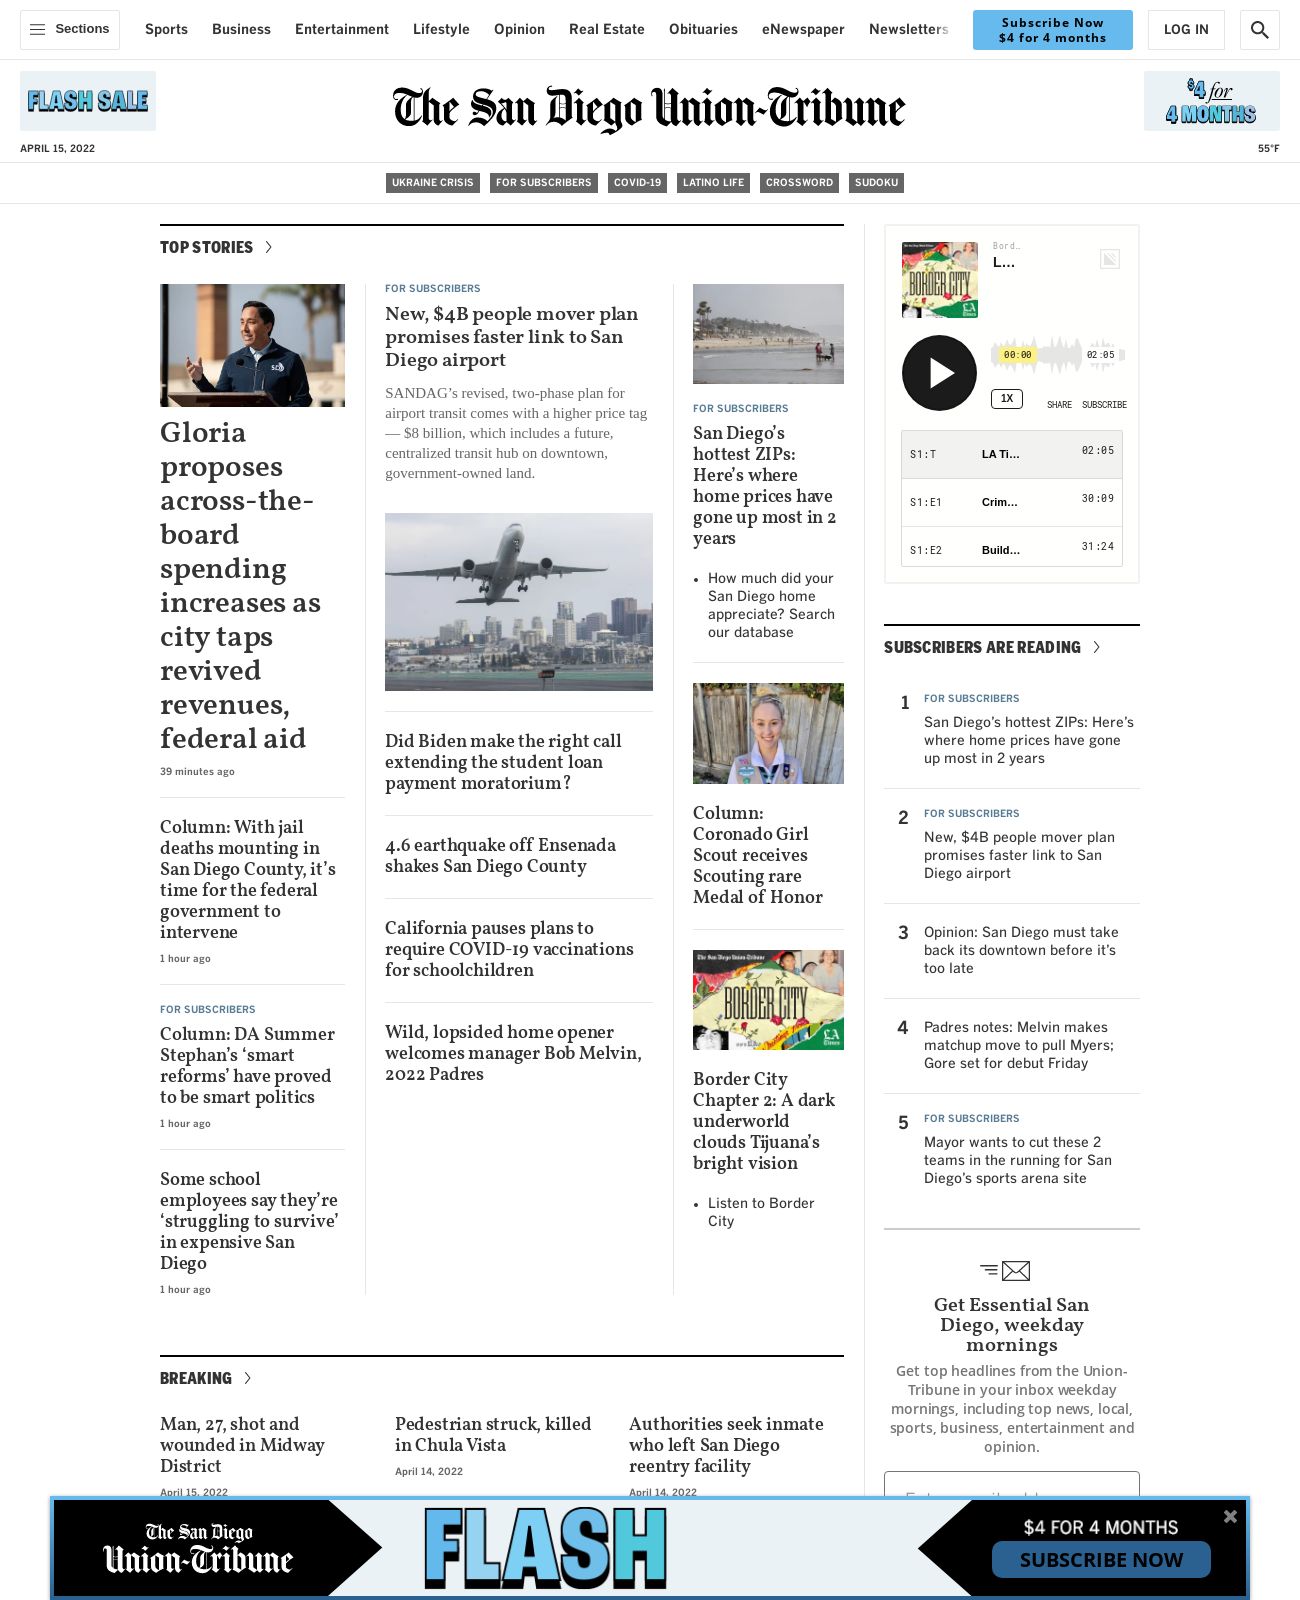 Sections
Sports
Business
Entertainment
Lifestyle
Opinion
Real Estate
Obituaries
eNewspaper
Newsletters
Subscribe Now
$4 for 4 months
LOG IN
FLASH SALE
The San Diego Union-Tribune
$4 for
4 MONTHS
APRIL 15, 2022
55°F
UKRAINE CRISIS
FOR SUBSCRIBERS
COVID-19
LATINO LIFE
CROSSWORD
SUDOKU
TOP STORIES
Gloria
proposes
across-the-
board
spending
increases as
city taps
revived
revenues,
federal aid
39 minutes ago
Column: With jail
deaths mounting in
San Diego County, it’s
time for the federal
government to
intervene
1 hour ago
FOR SUBSCRIBERS
Column: DA Summer
Stephan’s ‘smart
reforms’ have proved
to be smart politics
1 hour ago
Some school
employees say they’re
‘struggling to survive’
in expensive San
Diego
1 hour ago
FOR SUBSCRIBERS
New, $4B people mover plan
promises faster link to San
Diego airport
SANDAG’s revised, two-phase plan for
airport transit comes with a higher price tag
— $8 billion, which includes a future,
centralized transit hub on downtown,
government-owned land.
Did Biden make the right call
extending the student loan
payment moratorium?
4.6 earthquake off Ensenada
shakes San Diego County
California pauses plans to
require COVID-19 vaccinations
for schoolchildren
Wild, lopsided home opener
welcomes manager Bob Melvin,
2022 Padres
FOR SUBSCRIBERS
San Diego’s
hottest ZIPs:
Here’s where
home prices have
gone up most in 2
years
• How much did your
San Diego home
appreciate? Search
our database
Column:
Coronado Girl
Scout receives
Scouting rare
Medal of Honor
The San Diego Union-Tribune
BORDER CITY
LA
Times
Border City
Chapter 2: A dark
underworld
clouds Tijuana’s
bright vision
• Listen to Border
City
BORDER CITY
LA
Times
Bord…
L…
00:00
02:05
1X
SHARE
SUBSCRIBE
S1:T
LA Ti…
02:05
S1:E1
Crim…
30:09
S1:E2
Build…
31:24
SUBSCRIBERS ARE READING
1
FOR SUBSCRIBERS
San Diego’s hottest ZIPs: Here’s
where home prices have gone
up most in 2 years
2
FOR SUBSCRIBERS
New, $4B people mover plan
promises faster link to San
Diego airport
3
Opinion: San Diego must take
back its downtown before it’s
too late
4
Padres notes: Melvin makes
matchup move to pull Myers;
Gore set for debut Friday
5
FOR SUBSCRIBERS
Mayor wants to cut these 2
teams in the running for San
Diego’s sports arena site
Get Essential San
Diego, weekday
mornings
Get top headlines from the Union-
Tribune in your inbox weekday
mornings, including top news, local,
sports, business, entertainment and
opinion.
BREAKING
Man, 27, shot and
wounded in Midway
District
April 15, 2022
Pedestrian struck, killed
in Chula Vista
April 14, 2022
Authorities seek inmate
who left San Diego
reentry facility
April 14, 2022
The San Diego
Union-Tribune
FLASH
$4 FOR 4 MONTHS
SUBSCRIBE NOW